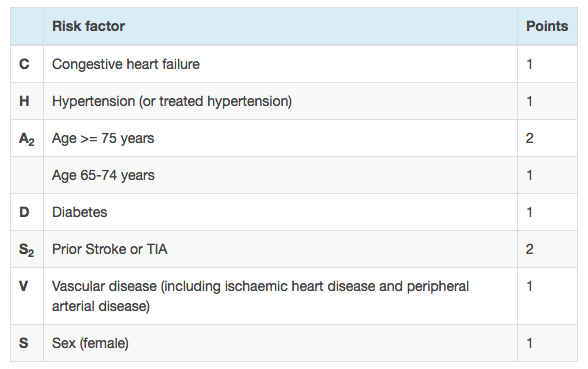 Risk factor Points
C Congestive heart failure 1
H Hypertension (or treated hypertension) 1
A₂ Age >= 75 years 2
Age 65-74 years 1
D Diabetes 1
S₂ Prior Stroke or TIA 2
V Vascular disease (including ischaemic heart disease and peripheral 1
arterial disease)
S Sex (female) 1